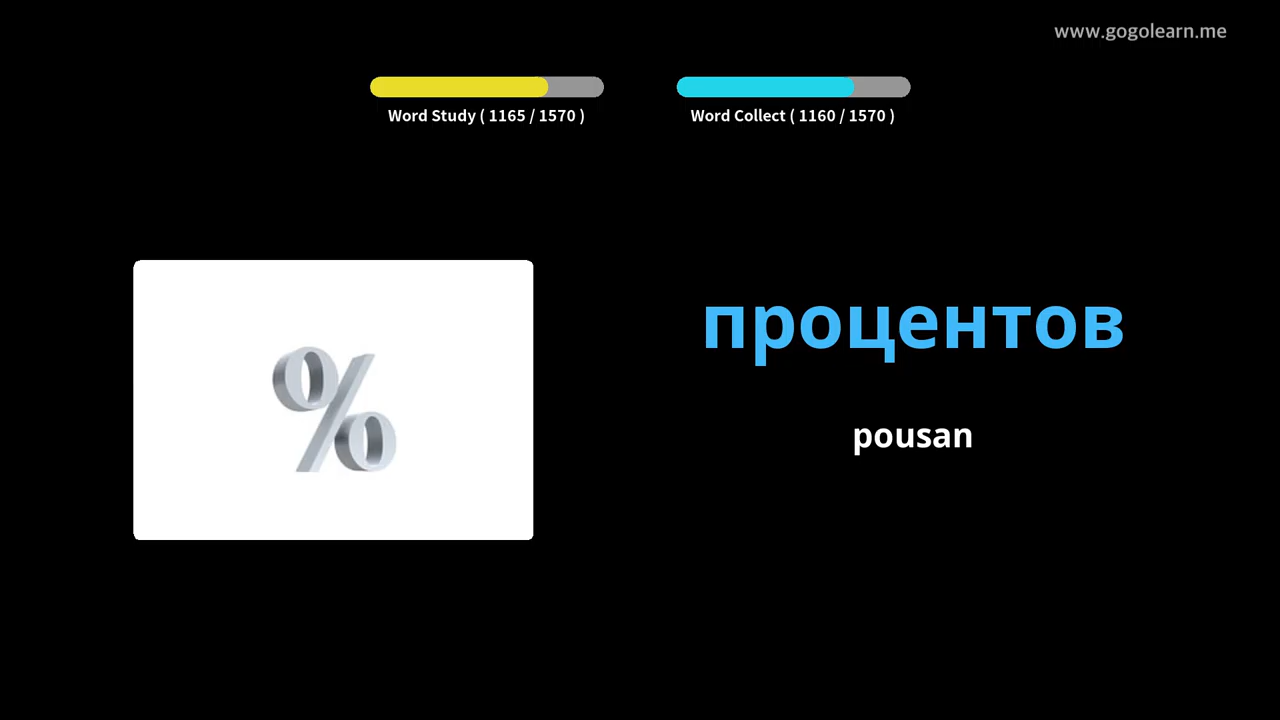 www.gogolearn.me
Word Study ( 1165 / 1570 )
Word Collect ( 1160 / 1570 )
%
процентов
pousan